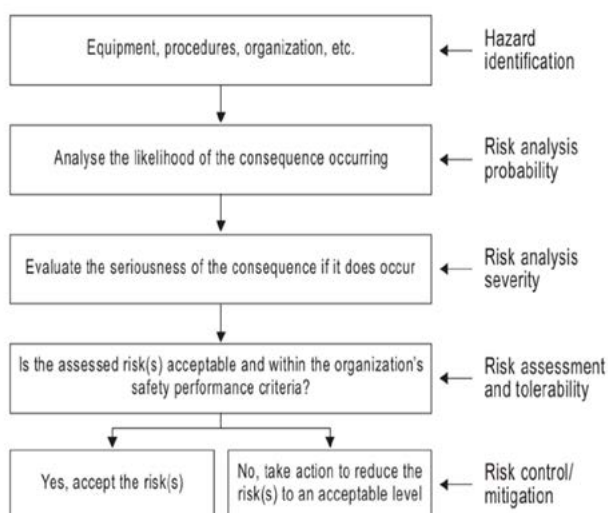 Equipment, procedures, organization, etc.
Hazard
identification
Analyse the likelihood of the consequence occurring
Risk analysis
probability
Evaluate the seriousness of the consequence if it does occur
Risk analysis
severity
Is the assessed risk(s) acceptable and within the organization's
safety performance criteria?
Risk assessment
and tolerability
Yes, accept the risk(s)
No, take action to reduce the
risk(s) to an acceptable level
Risk control/
mitigation